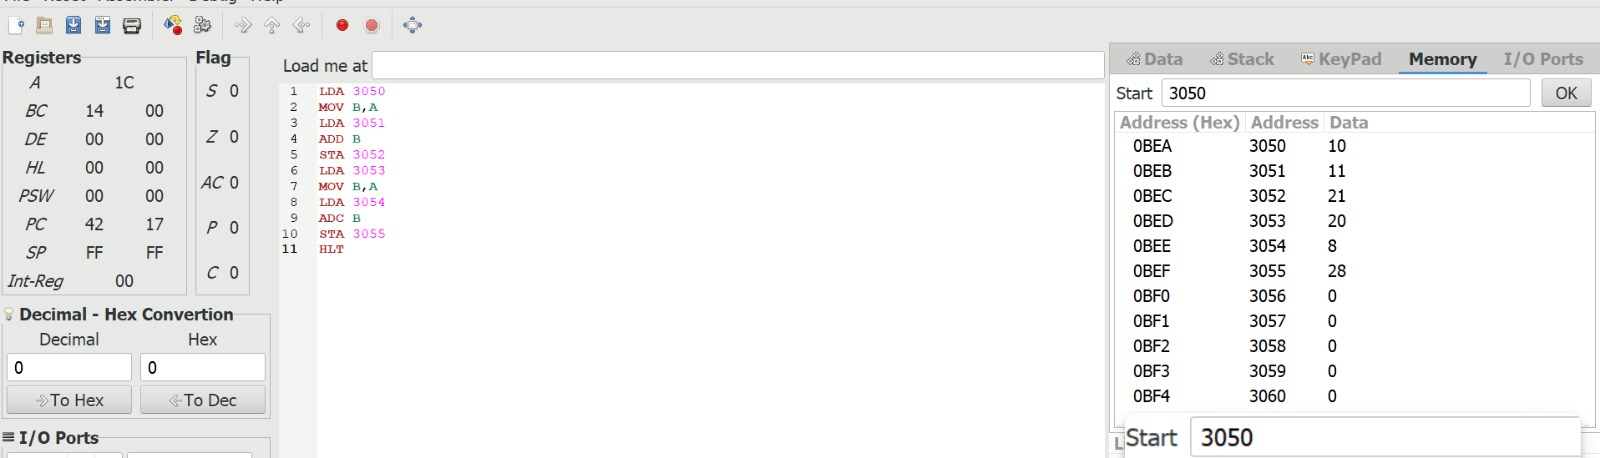 Registers
A 1C
BC 14 00
DE 00 00
HL 00 00
PSW 00 00
PC 42 17
SP FF FF
Int-Reg 00
Flag
S 0
Z 0
AC 0
P 0
C 0
Decimal - Hex Convertion
Decimal Hex
0 0
To Hex To Dec
I/O Ports
Load me at
1 LDA 3050
2 MOV B,A
3 LDA 3051
4 ADD B
5 STA 3052
6 LDA 3053
7 MOV B,A
8 LDA 3054
9 ADC B
10 STA 3055
11 HLT
Data Stack KeyPad Memory I/O Ports
Start 3050 OK
Address (Hex) Address Data
0BEA 3050 10
0BEB 3051 11
0BEC 3052 21
0BED 3053 20
0BEE 3054 8
0BEF 3055 28
0BF0 3056 0
0BF1 3057 0
0BF2 3058 0
0BF3 3059 0
0BF4 3060 0
Start 3050